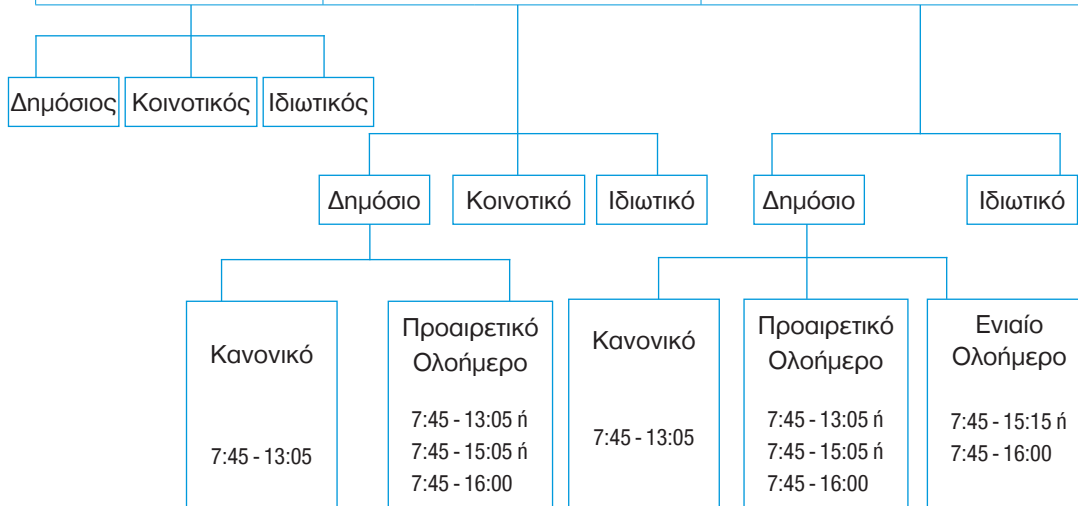 Δημόσιος
Κοινοτικός
Ιδιωτικός
Δημόσιο
Κοινοτικό
Ιδιωτικό
Δημόσιο
Ιδιωτικό
Κανονικό
7:45 - 13:05
Προαιρετικό
Ολοήμερο
7:45 - 13:05 ή
7:45 - 15:05 ή
7:45 - 16:00
Κανονικό
7:45 - 13:05
Προαιρετικό
Ολοήμερο
7:45 - 13:05 ή
7:45 - 15:05 ή
7:45 - 16:00
Ενιαίο
Ολοήμερο
7:45 - 15:15 ή
7:45 - 16:00